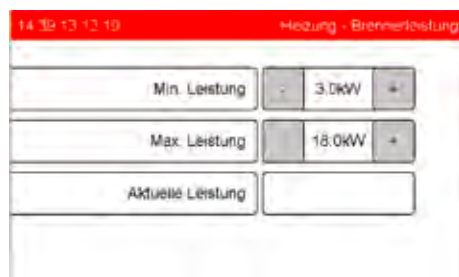 14:39 13.12.19 Heizung - Brennerleistung
Min. Leistung - 3.0kW +
Max. Leistung - 18.0kW +
Aktuelle Leistung